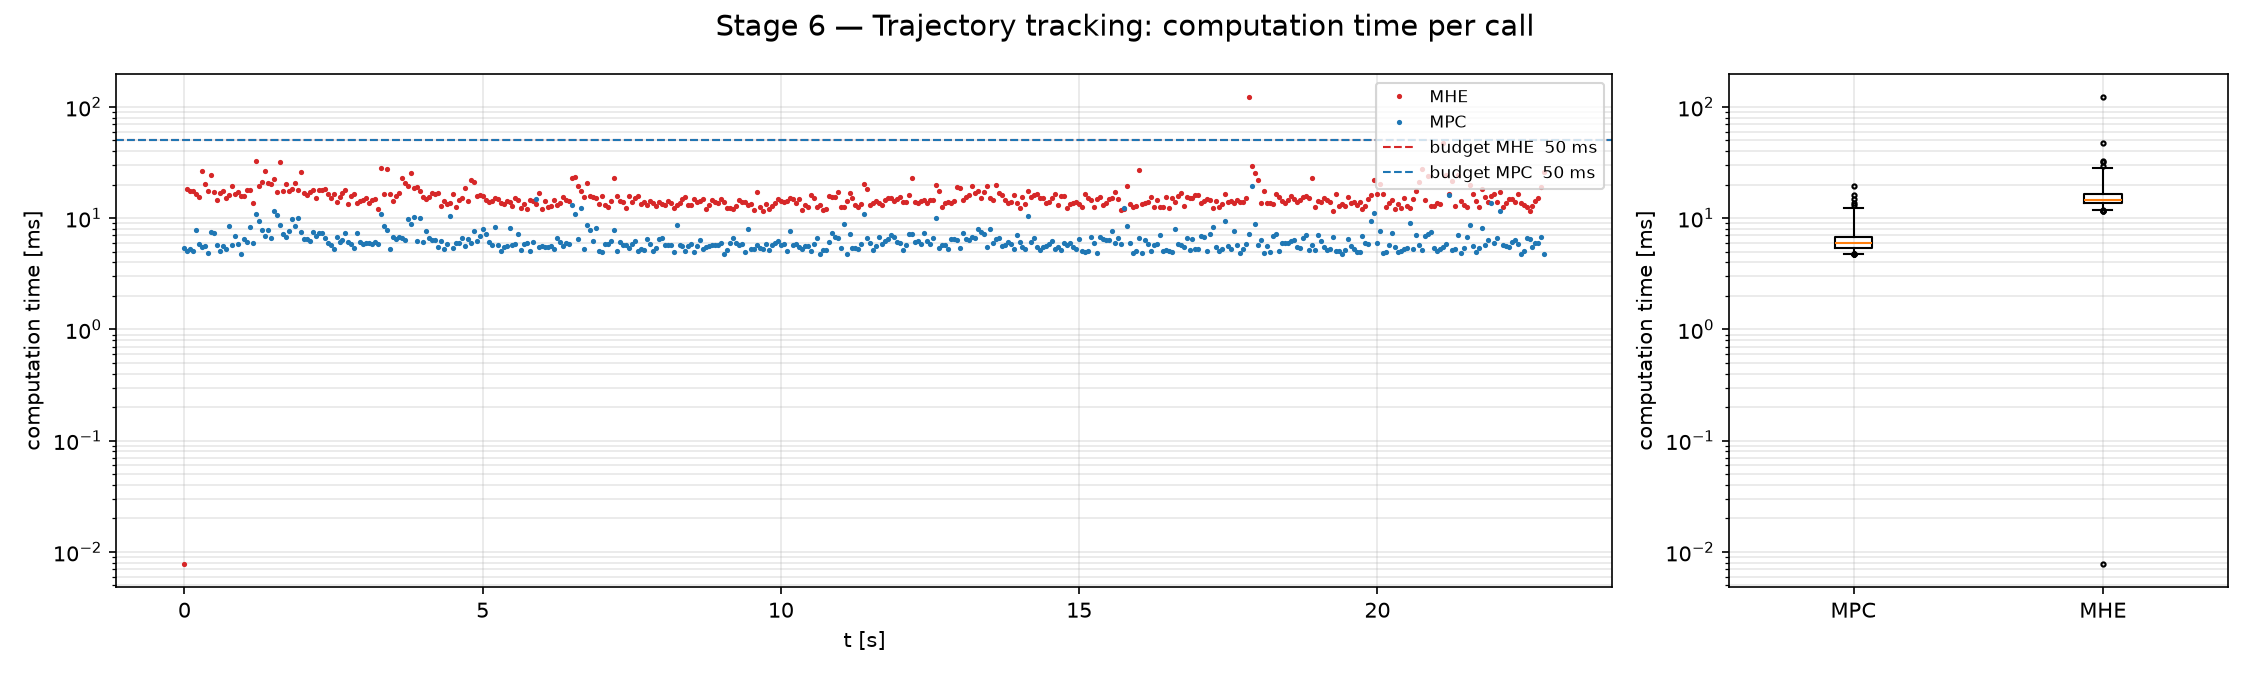 Stage 6 — Trajectory tracking: computation time per call
computation time [ms]
10²
10¹
10⁰
10⁻¹
10⁻²
0 5 10 15 20
t [s]
MHE
MPC
budget MHE 50 ms
budget MPC 50 ms
computation time [ms]
10²
10¹
10⁰
10⁻¹
10⁻²
MPC MHE